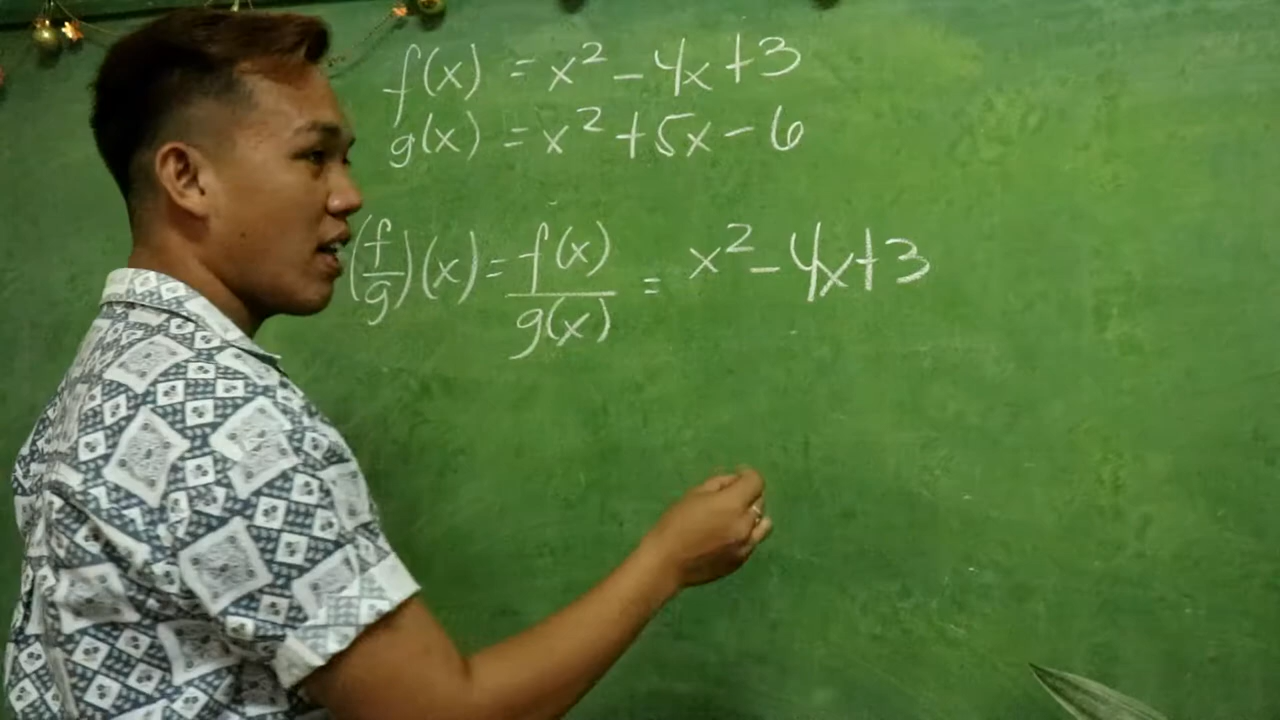 f(x) = x² - 4x + 3
g(x) = x² + 5x - 6
(f/g)(x) = f(x)/g(x) = x² - 4x + 3